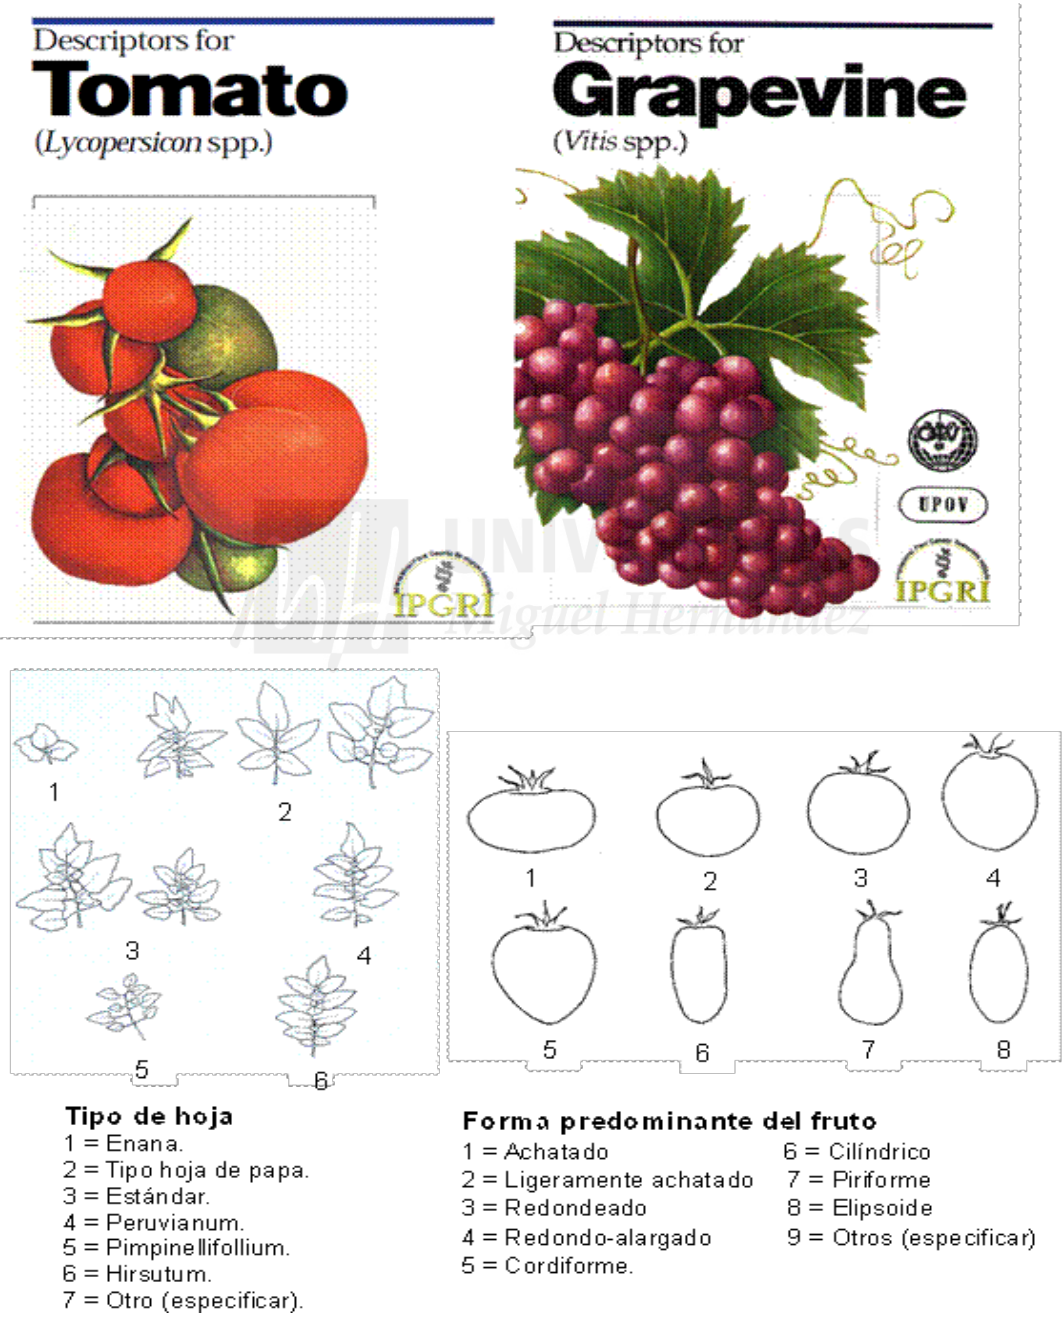 Descriptors for
Tomato
(Lycopersicon spp.)
Descriptors for
Grapevine
(Vitis spp.)
UPOV
IPGRI
IPGRI
UNIVERSITAS
Miguel Hernández
1
2
3
4
5
6
1
2
3
4
5
6
7
8
Tipo de hoja
1 = Enana.
2 = Tipo hoja de papa.
3 = Estándar.
4 = Peruvianum.
5 = Pimpinellifollium.
6 = Hirsutum.
7 = Otro (especificar).
Forma predominante del fruto
1 = Achatado
2 = Ligeramente achatado
3 = Redondeado
4 = Redondo-alargado
5 = Cordiforme.
6 = Cilíndrico
7 = Piriforme
8 = Elipsoide
9 = Otros (especificar)